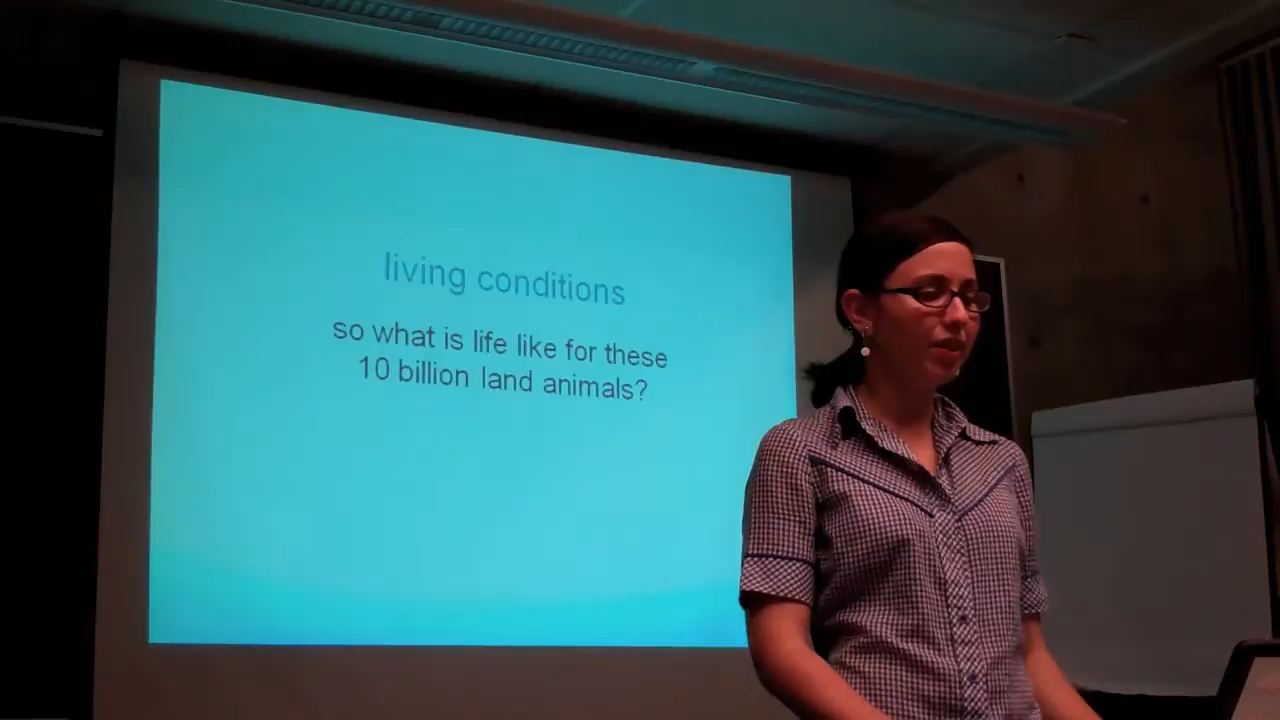 living conditions
so what is life like for these
10 billion land animals?